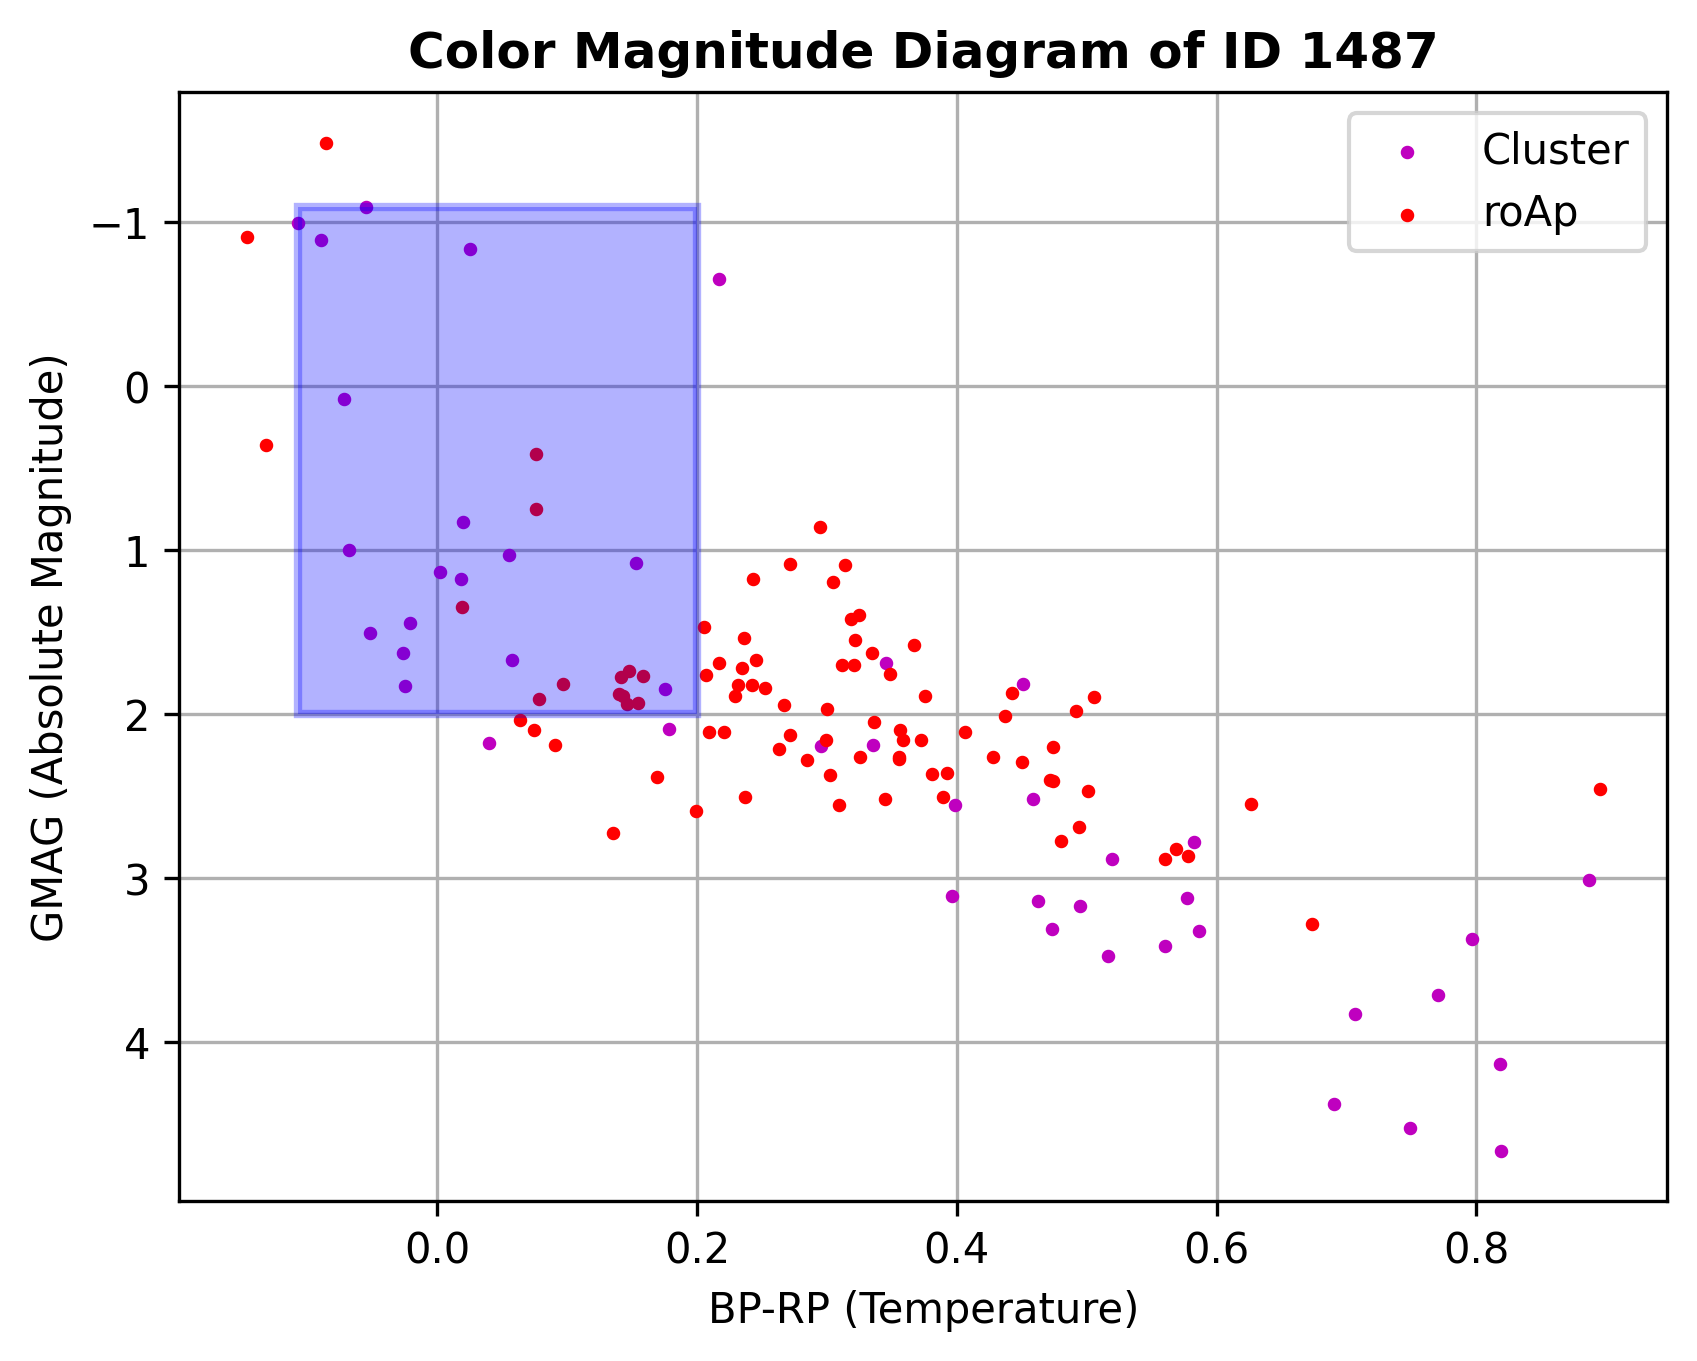 Color Magnitude Diagram of ID 1487
Cluster
roAp
GMAG (Absolute Magnitude)
−1
0
1
2
3
4
0.0 0.2 0.4 0.6 0.8
BP-RP (Temperature)